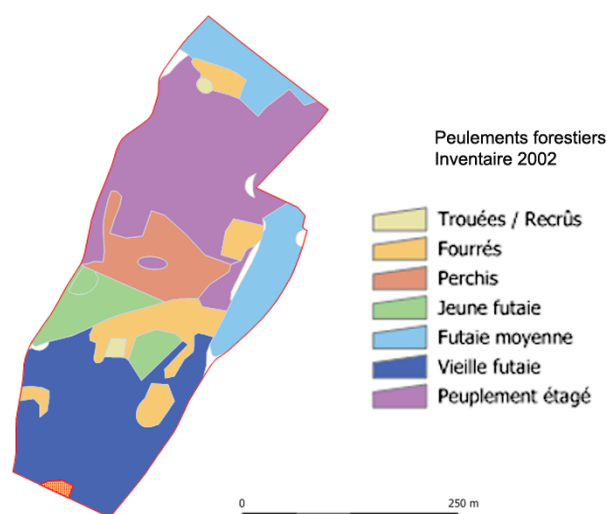 Peulements forestiers
Inventaire 2002
Trouées / Recrûs
Fourrés
Perchis
Jeune futaie
Futaie moyenne
Vieille futaie
Peuplement étagé
0 250 m